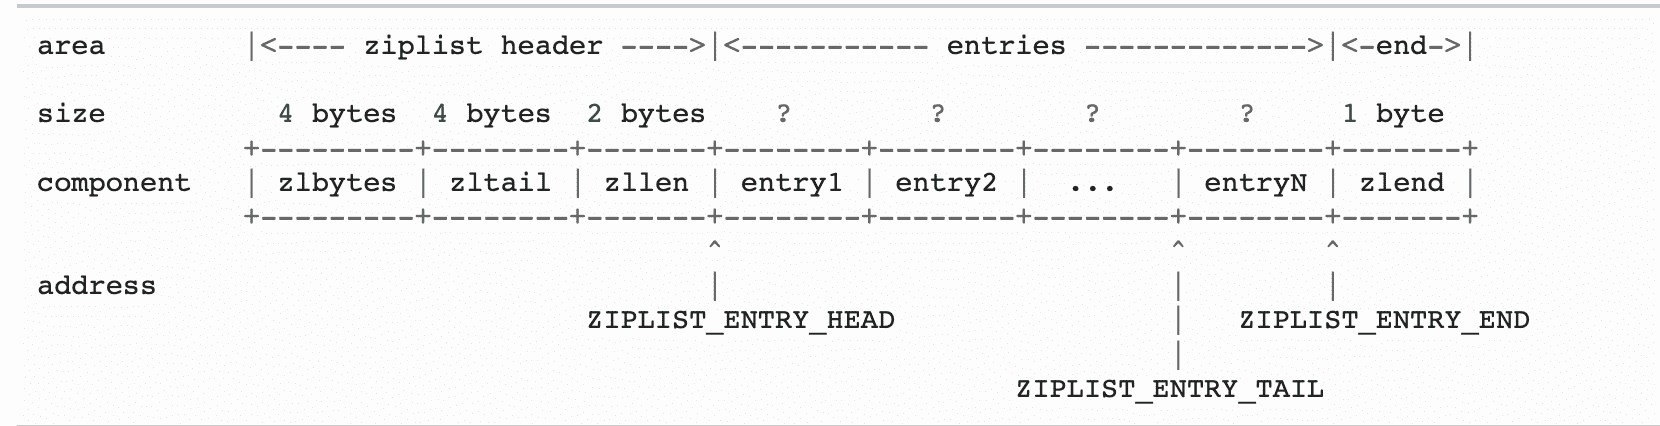 area        |<---- ziplist header ---->|<----------- entries ------------->|<-end->|
size          4 bytes  4 bytes  2 bytes    ?        ?        ?        ?     1 byte
            +---------+--------+-------+--------+--------+--------+--------+-------+
component   | zlbytes | zltail | zllen | entry1 | entry2 |  ...   | entryN | zlend |
            +---------+--------+-------+--------+--------+--------+--------+-------+
                                       ^                          ^        ^
address                                |                          |        |
                                ZIPLIST_ENTRY_HEAD                |   ZIPLIST_ENTRY_END
                                                                  |
                                                         ZIPLIST_ENTRY_TAIL